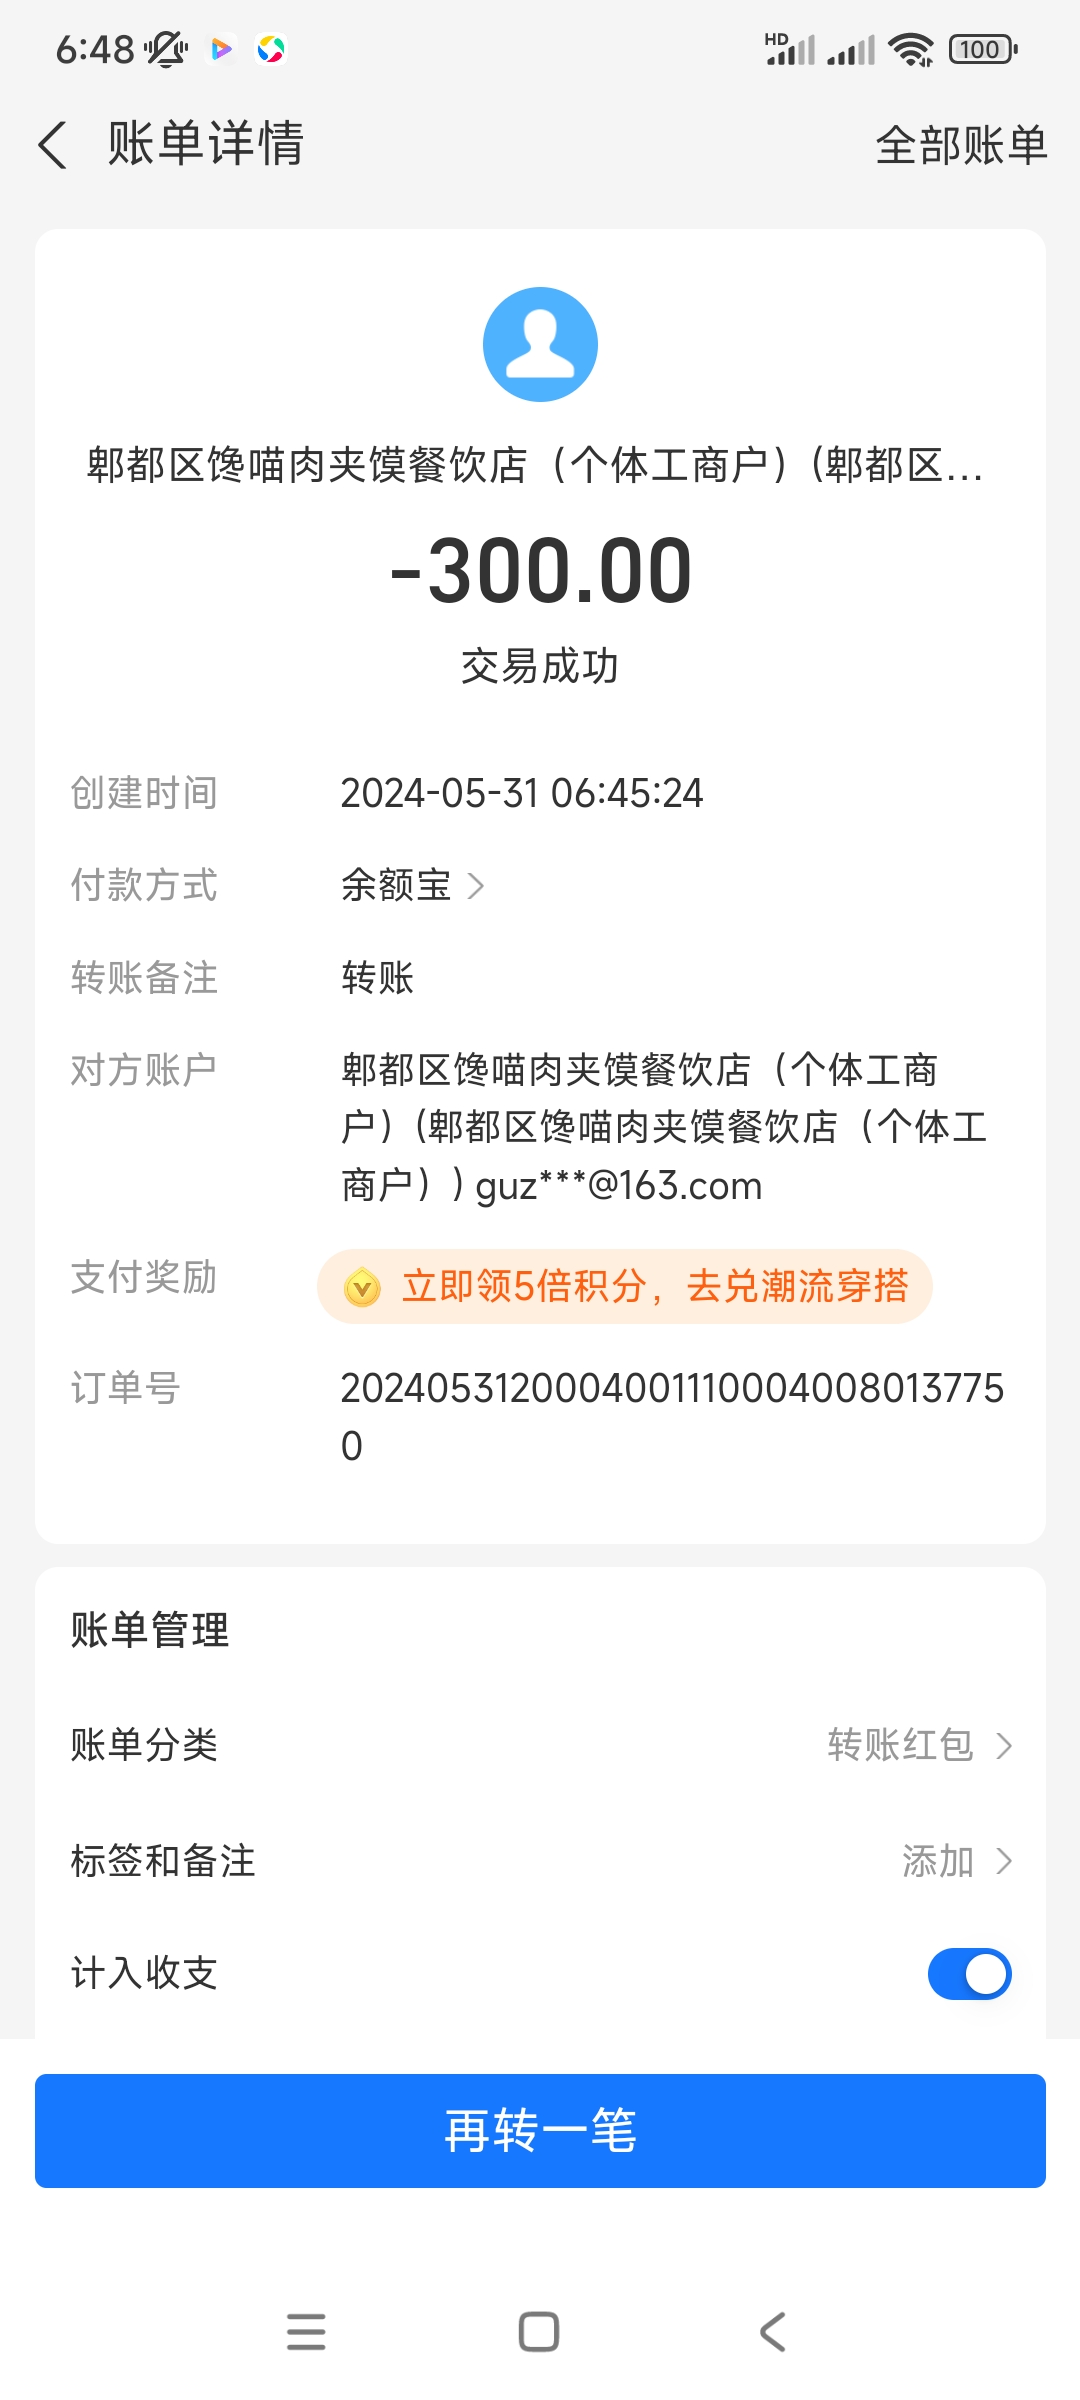 6:48
HD
100
账单详情
全部账单
郫都区馋喵肉夹馍餐饮店（个体工商户）(郫都区...
-300.00
交易成功
创建时间
2024-05-31 06:45:24
付款方式
余额宝
转账备注
转账
对方账户
郫都区馋喵肉夹馍餐饮店（个体工商
户）(郫都区馋喵肉夹馍餐饮店（个体工
商户）) guz***@163.com
支付奖励
立即领5倍积分，去兑潮流穿搭
订单号
2024053120004001110004008013775
0
账单管理
账单分类
转账红包
标签和备注
添加
计入收支
再转一笔